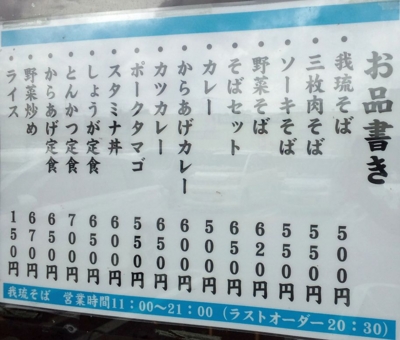 お品書き
・我琉そば 500円
・三枚肉そば 550円
・ソーキそば 550円
・野菜そば 620円
・そばセット 650円
・カレー 500円
・からあげカレー 650円
・カツカレー 650円
・ポークタマゴ 550円
・スタミナ丼 600円
・しょうが定食 650円
・とんかつ定食 700円
・からあげ定食 650円
・野菜炒め 670円
・ライス 150円
我琉そば 営業時間11:00〜21:00(ラストオーダー20:30)